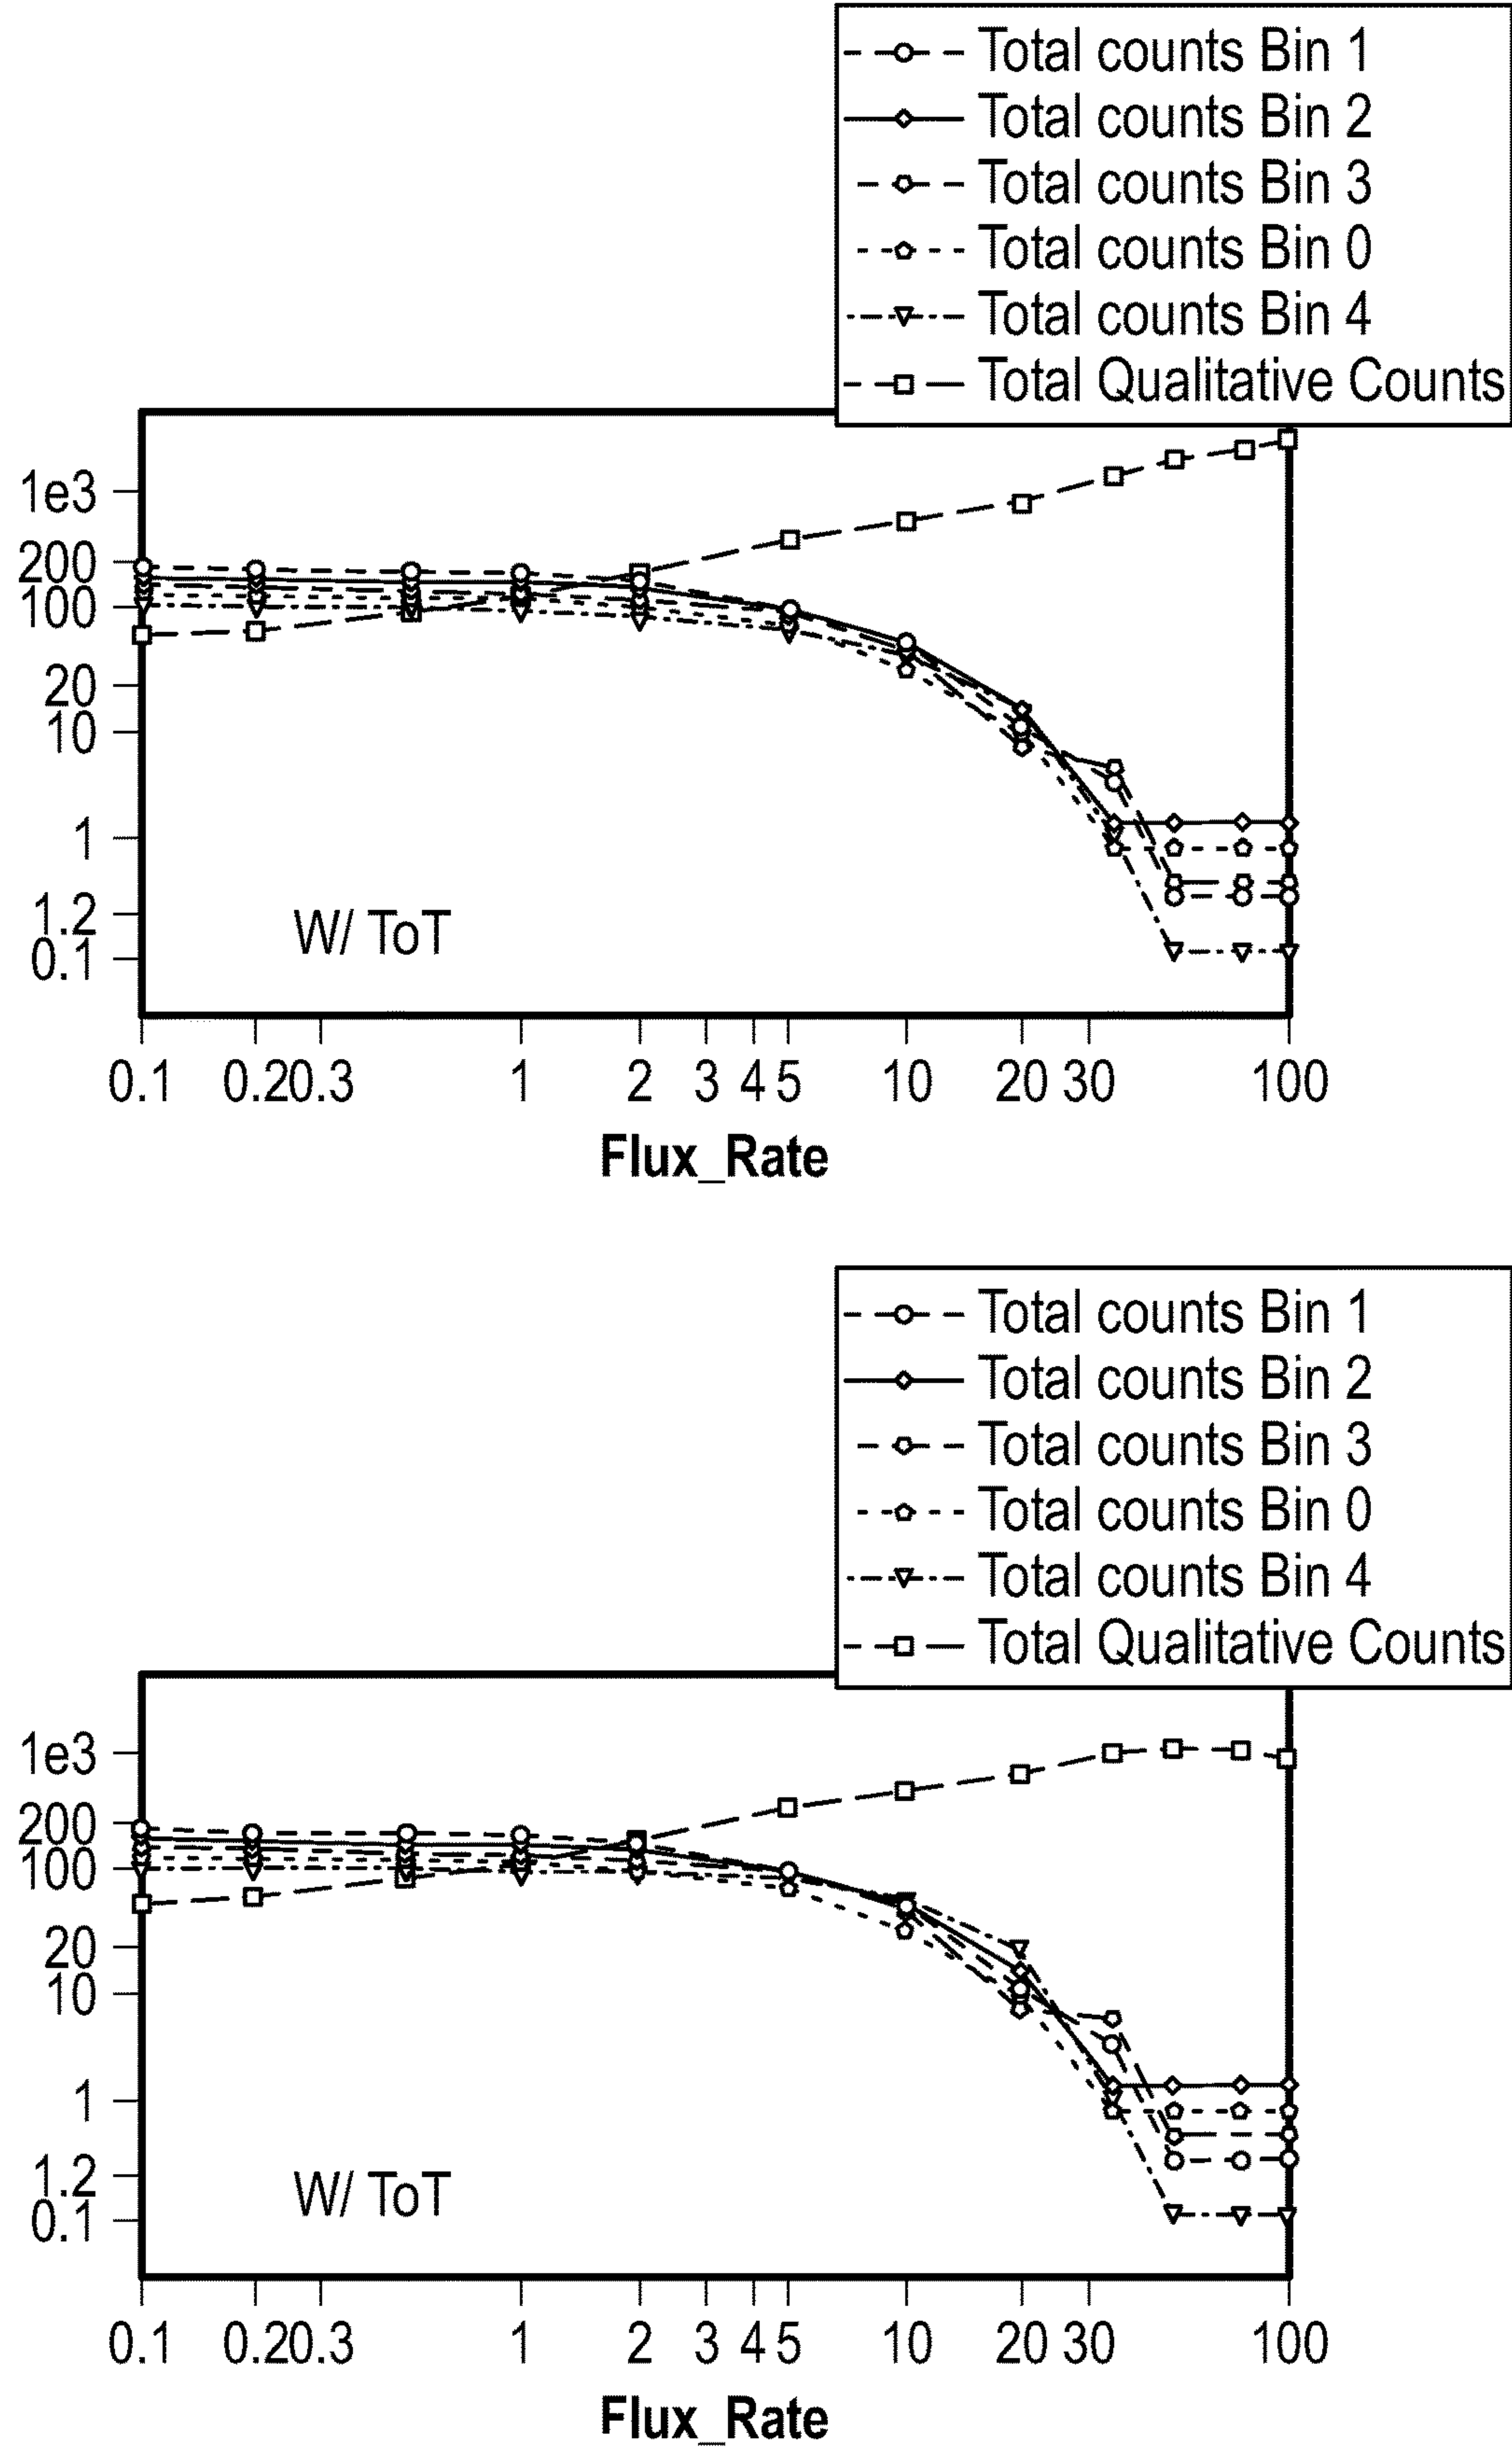 Total counts Bin 1
Total counts Bin 2
Total counts Bin 3
Total counts Bin 0
Total counts Bin 4
Total Qualitative Counts
1e3
200
100
20
10
1
1.2
0.1
W/ ToT
0.1 0.2 0.3 1 2 3 4 5 10 20 30 100
Flux_Rate
Total counts Bin 1
Total counts Bin 2
Total counts Bin 3
Total counts Bin 0
Total counts Bin 4
Total Qualitative Counts
1e3
200
100
20
10
1
1.2
0.1
W/ ToT
0.1 0.2 0.3 1 2 3 4 5 10 20 30 100
Flux_Rate